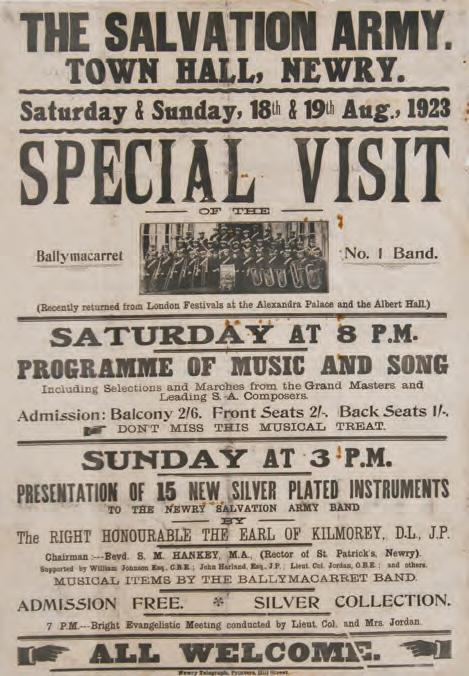 THE SALVATION ARMY.
TOWN HALL, NEWRY.
Saturday & Sunday, 18th & 19th Aug., 1923
SPECIAL VISIT
OF THE
Ballymacarret No. 1 Band.
(Recently returned from London Festivals at the Alexandra Palace and the Albert Hall.)
SATURDAY AT 8 P.M.
PROGRAMME OF MUSIC AND SONG
Including Selections and Marches from the Grand Masters and
Leading S. A. Composers.
Admission: Balcony 2/6. Front Seats 2/-. Back Seats 1/-.
DON'T MISS THIS MUSICAL TREAT.
SUNDAY AT 3 P.M.
PRESENTATION OF 15 NEW SILVER PLATED INSTRUMENTS
TO THE NEWRY SALVATION ARMY BAND
BY
The RIGHT HONOURABLE THE EARL OF KILMOREY, D.L., J.P.
Chairman:---Revd. S. M. HANKEY, M.A., (Rector of St. Patrick's, Newry).
Supported by William Johnson Esq., O.B.E.; John Harland, Esq., J.P.; Lieut Col. Jordan, O.B.E.; and others.
MUSICAL ITEMS BY THE BALLYMACARRET BAND.
ADMISSION FREE. * SILVER COLLECTION.
7 P.M.---Bright Evangelistic Meeting conducted by Lieut. Col. and Mrs. Jordan.
ALL WELCOME.
Newry Telegraph, Printers, Hill Street.